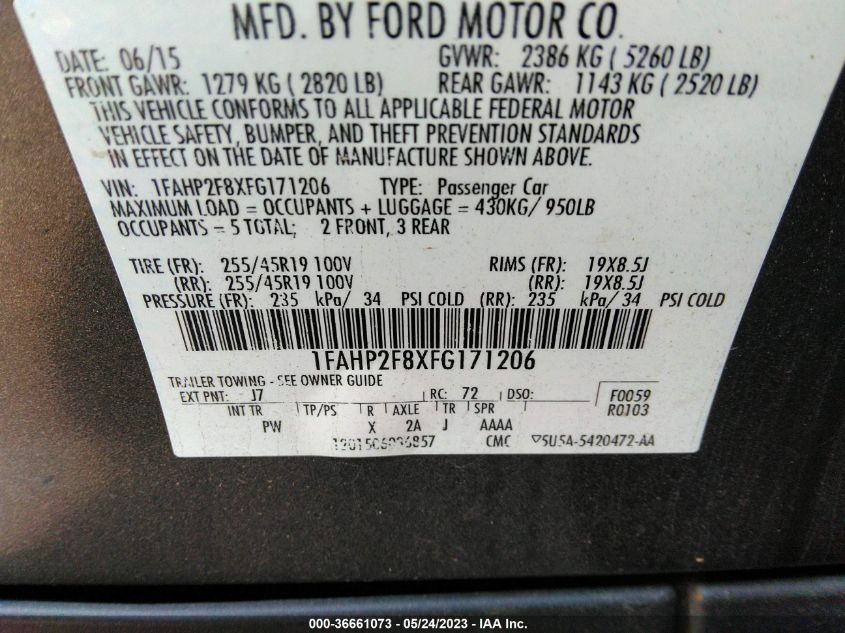 MFD. BY FORD MOTOR CO.
DATE: 06/15 GVWR: 2386 KG ( 5260 LB)
FRONT GAWR: 1279 KG ( 2820 LB) REAR GAWR: 1143 KG ( 2520 LB)
THIS VEHICLE CONFORMS TO ALL APPLICABLE FEDERAL MOTOR
VEHICLE SAFETY, BUMPER, AND THEFT PREVENTION STANDARDS
IN EFFECT ON THE DATE OF MANUFACTURE SHOWN ABOVE.
VIN: 1FAHP2F8XFG171206 TYPE: Passenger Car
MAXIMUM LOAD = OCCUPANTS + LUGGAGE = 430KG/ 950LB
OCCUPANTS = 5 TOTAL; 2 FRONT, 3 REAR
TIRE (FR): 255/45R19 100V RIMS (FR): 19X8.5J
(RR): 255/45R19 100V (RR): 19X8.5J
PRESSURE (FR): 235 kPa/ 34 PSI COLD (RR): 235 kPa/ 34 PSI COLD
1FAHP2F8XFG171206
TRAILER TOWING - SEE OWNER GUIDE
EXT PNT: J7 RC: 72 DSO: F0059
R0103
INT TR TP/PS R AXLE TR SPR
PW X 2A J AAAA
CMC ▽5U5A-5420472-AA
000-36661073 - 05/24/2023 - IAA Inc.